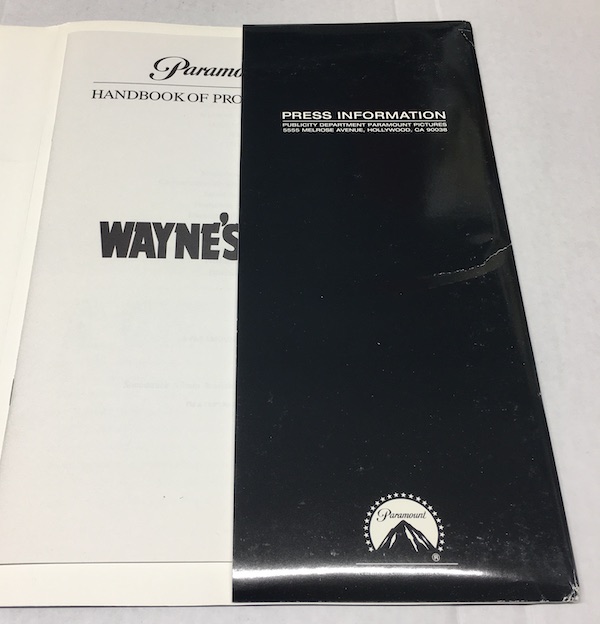 Paramo
HANDBOOK OF PRO
WAYNE'S
PRESS INFORMATION
PUBLICITY DEPARTMENT PARAMOUNT PICTURES
5555 MELROSE AVENUE, HOLLYWOOD, CA 90038
Paramount
®